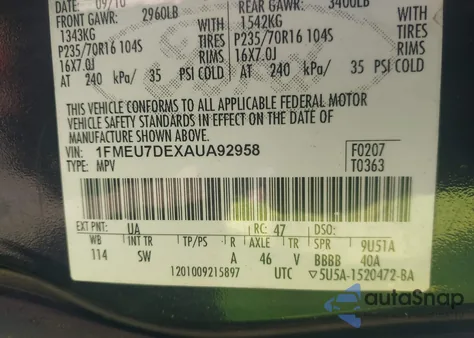 09/10
FRONT GAWR: 2960LB REAR GAWR: 3400LB
1343KG WITH 1542KG WITH
P235/70R16 104S TIRES P235/70R16 104S TIRES
16X7.0J RIMS 16X7.0J RIMS
AT 240 kPa/ 35 PSI COLD AT 240 kPa/ 35 PSI COLD
THIS VEHICLE CONFORMS TO ALL APPLICABLE FEDERAL MOTOR
VEHICLE SAFETY STANDARDS IN EFFECT ON THE DATE OF
MANUFACTURE SHOWN ABOVE.
VIN: 1FMEU7DEXAUA92958 F0207
TYPE: MPV T0363
EXT PNT: UA RC: 47 DSO:
WB INT TR TP/PS R AXLE TR SPR 9U51A
114 SW A 46 V BBBB 40A
1201009215897 UTC ▽5U5A-1520472-BA
autoSnap